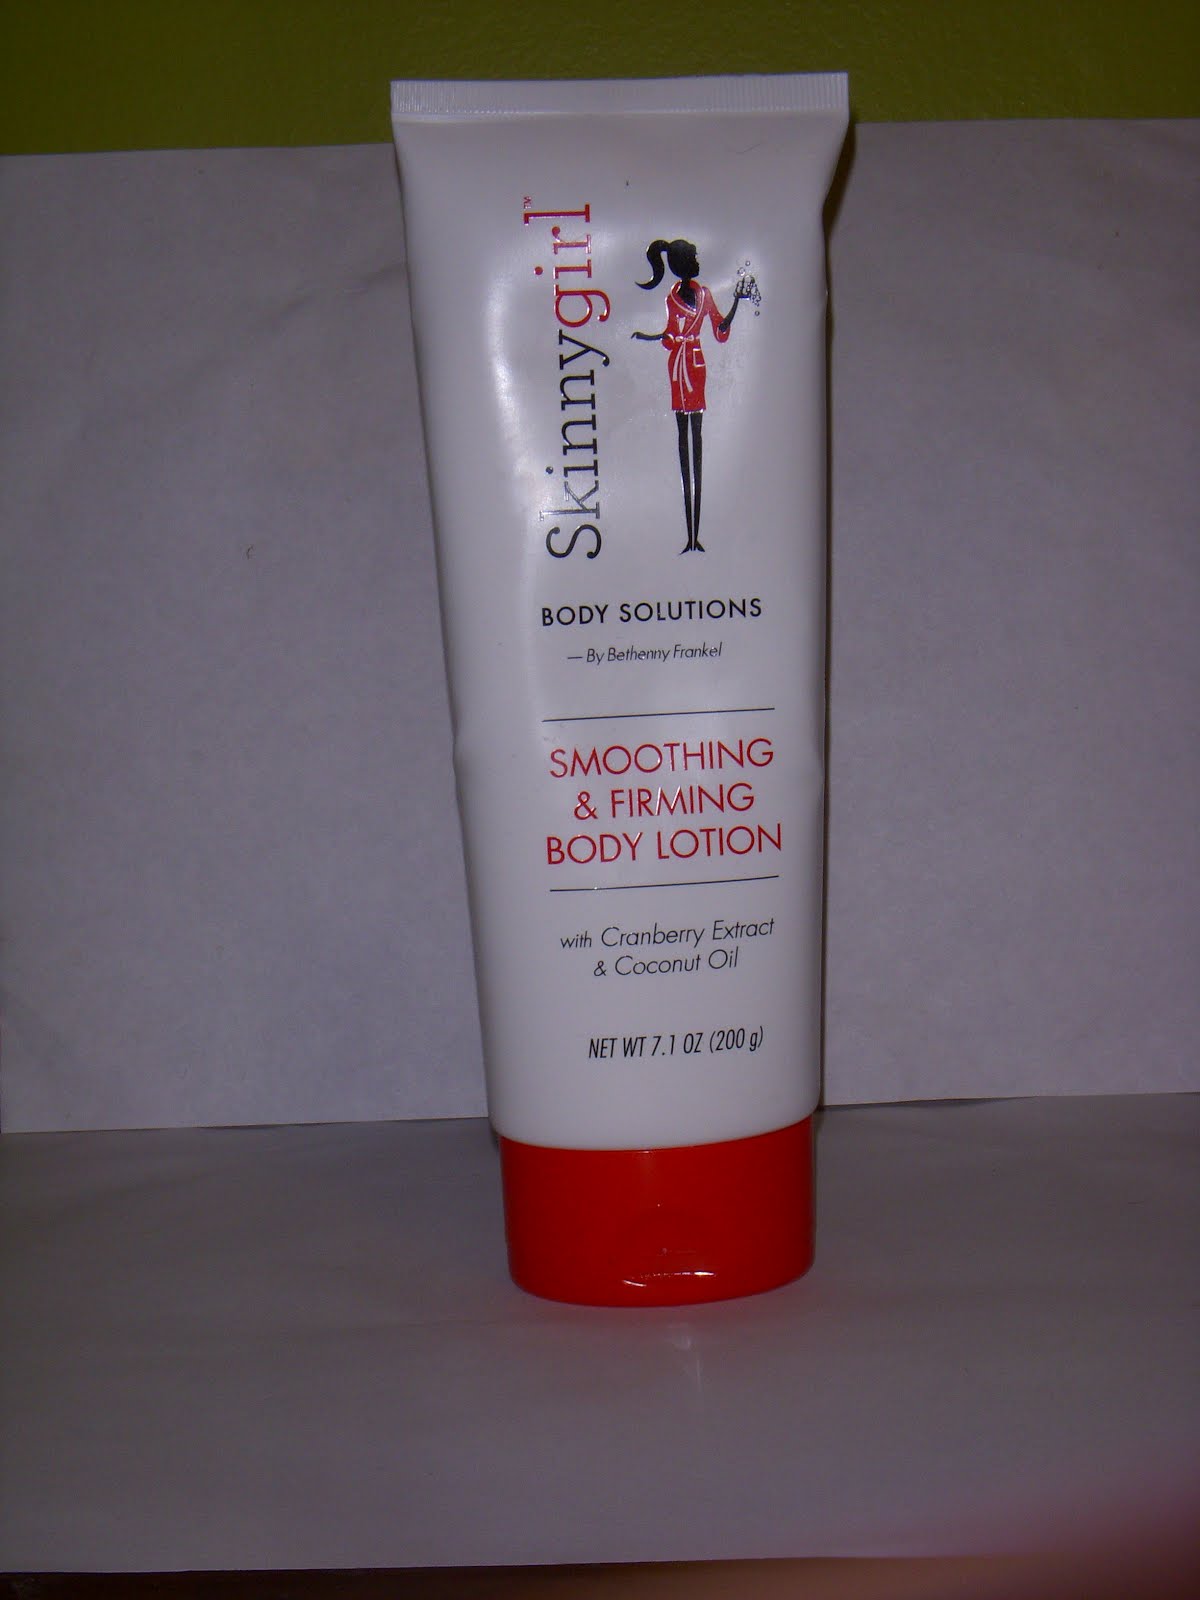 Skinnygirl™
BODY SOLUTIONS
— By Bethenny Frankel
SMOOTHING
& FIRMING
BODY LOTION
with Cranberry Extract
& Coconut Oil
NET WT 7.1 OZ (200 g)